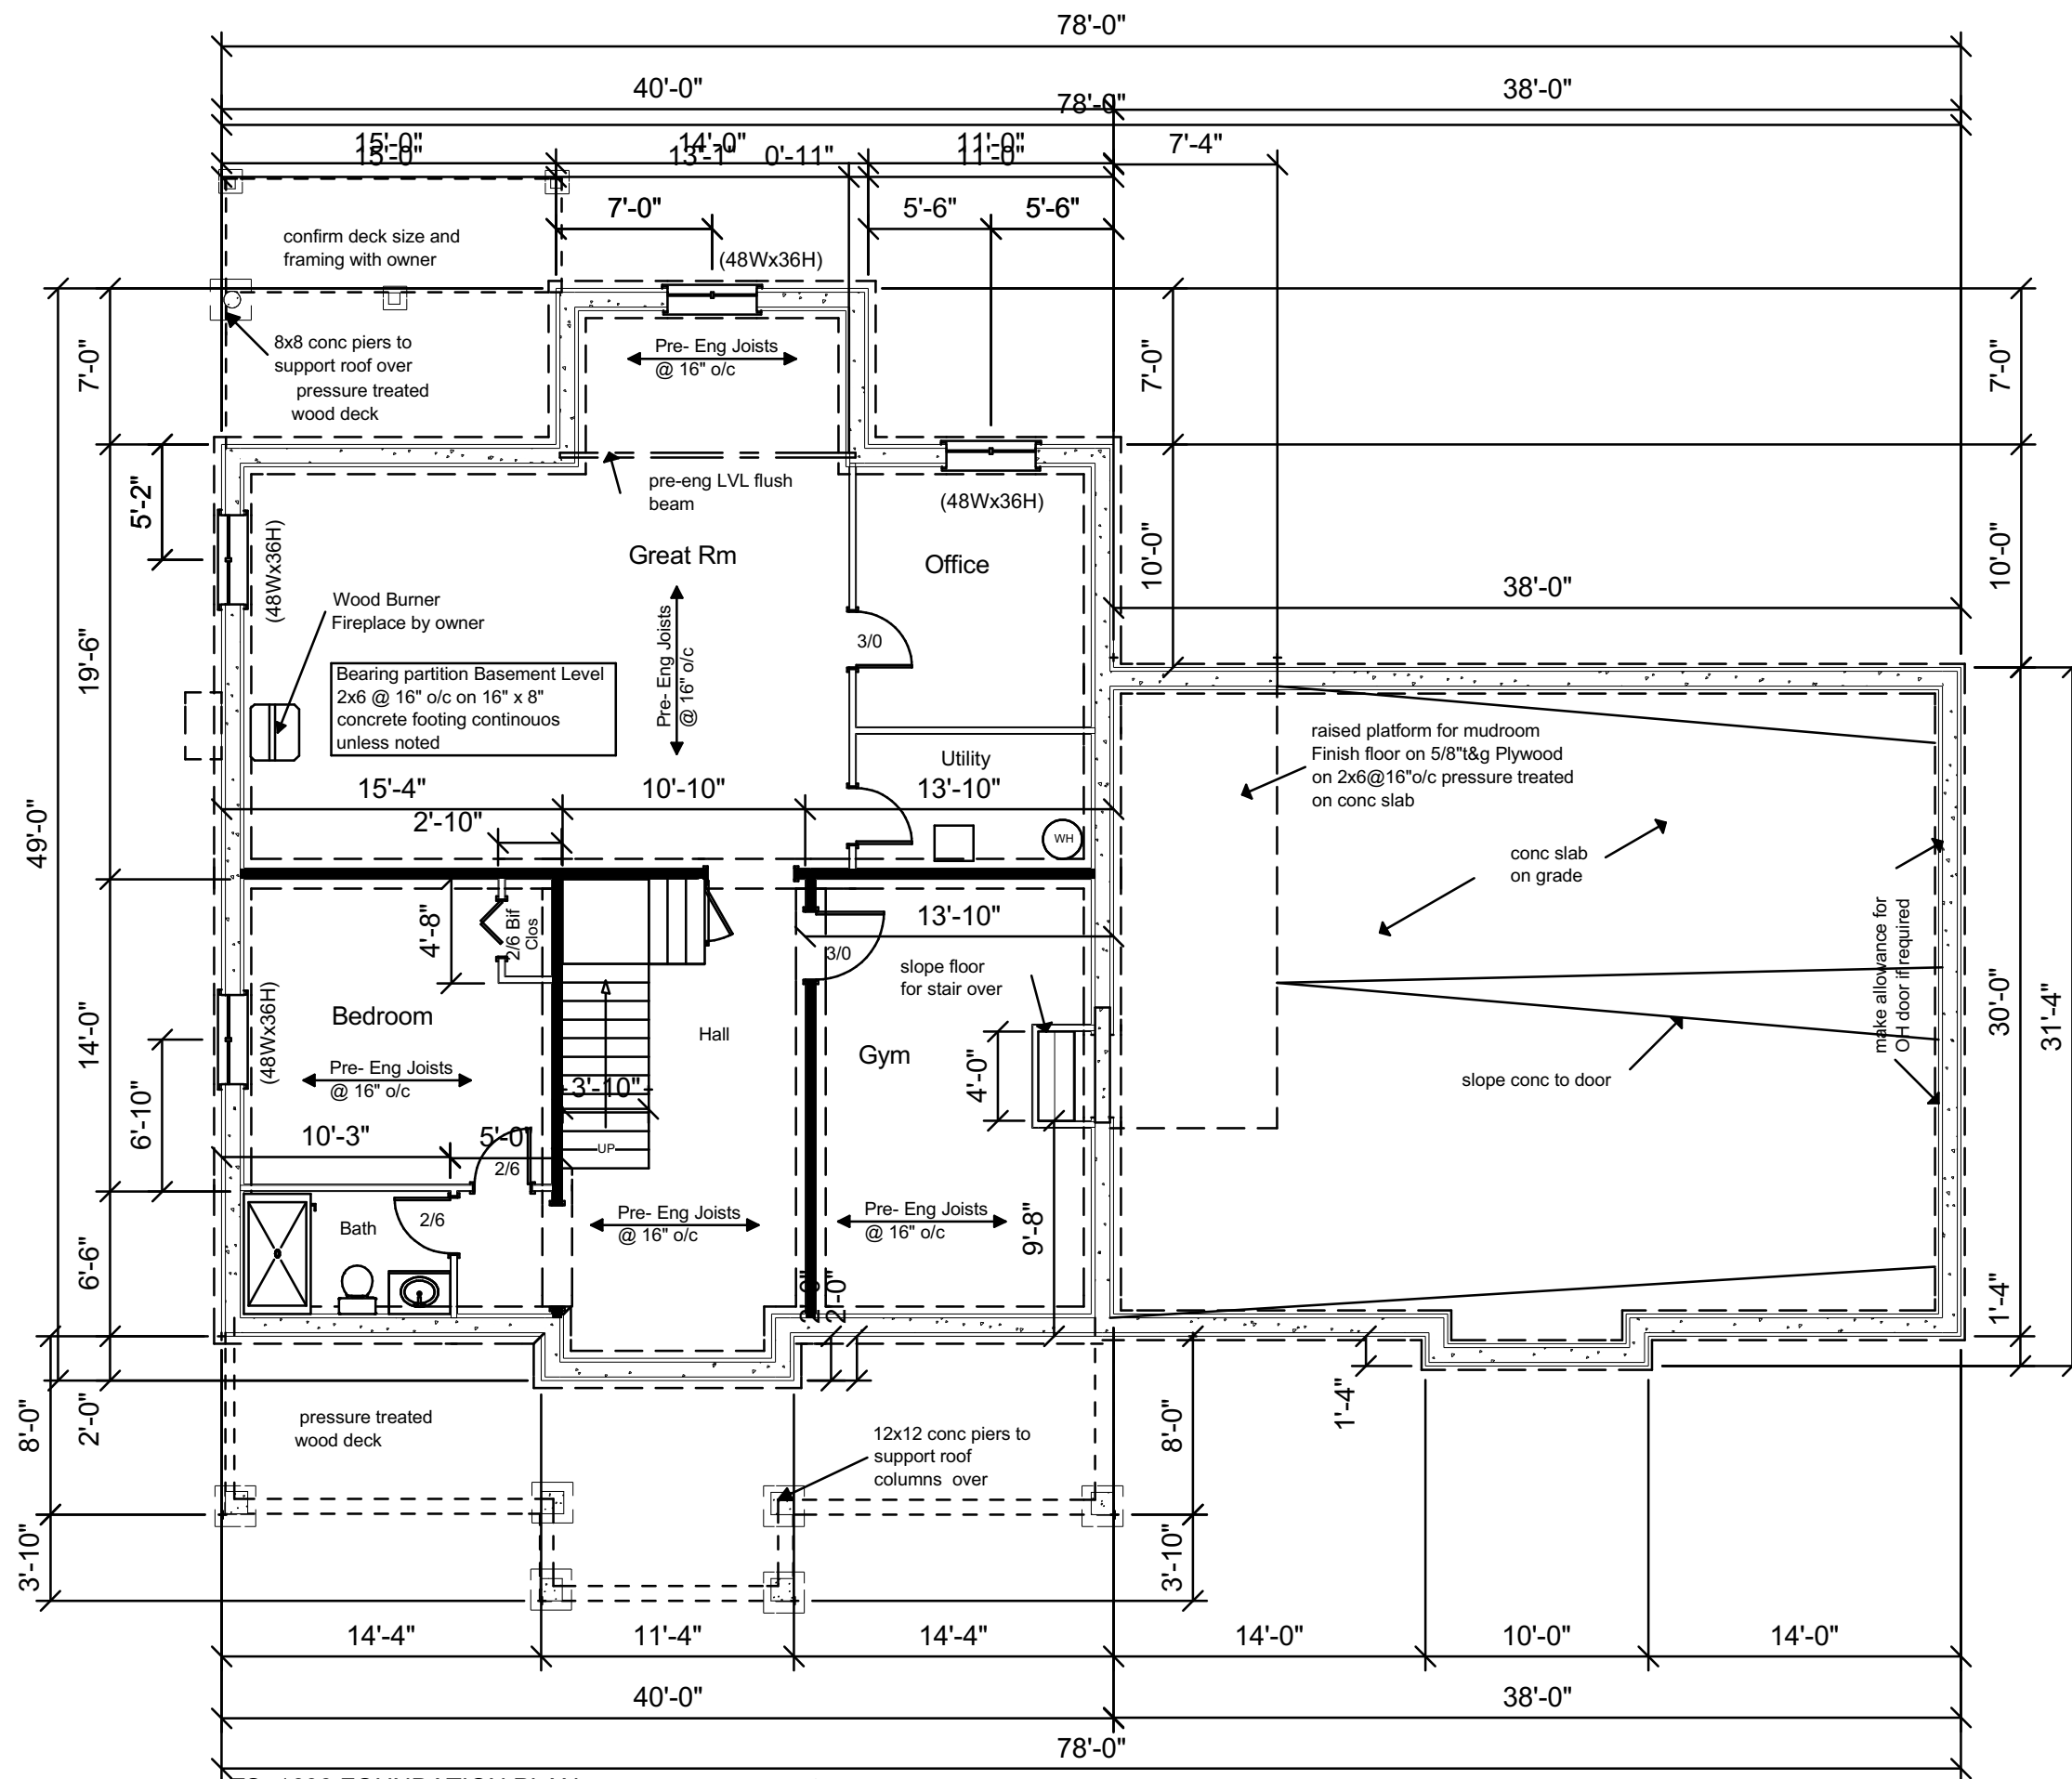 78'-0"
40'-0"
38'-0"
78'-0"
15'-0"
14'-0"
11'-0"
7'-4"
15'-0"
13'-1"
0'-11"
11'-0"
7'-0"
5'-6"
5'-6"
confirm deck size and
framing with owner
(48Wx36H)
8x8 conc piers to
support roof over
pressure treated
wood deck
Pre- Eng Joists
@ 16" o/c
7'-0"
7'-0"
7'-0"
5'-2"
pre-eng LVL flush
beam
(48Wx36H)
(48Wx36H)
Great Rm
Office
10'-0"
10'-0"
38'-0"
Wood Burner
Fireplace by owner
3/0
19'-6"
Bearing partition Basement Level
2x6 @ 16" o/c on 16" x 8"
concrete footing continouos
unless noted
Pre- Eng Joists
@ 16" o/c
raised platform for mudroom
Finish floor on 5/8"t&g Plywood
on 2x6@16"o/c pressure treated
on conc slab
Utility
15'-4"
10'-10"
13'-10"
2'-10"
WH
49'-0"
conc slab
on grade
4'-8"
2/6 Bif
Clos
13'-10"
3/0
slope floor
for stair over
make allowance for
OH door if required
14'-0"
(48Wx36H)
Bedroom
Hall
Gym
30'-0"
31'-4"
Pre- Eng Joists
@ 16" o/c
3'-10"
4'-0"
slope conc to door
6'-10"
10'-3"
5'-0"
UP
2/6
Bath
2/6
Pre- Eng Joists
@ 16" o/c
Pre- Eng Joists
@ 16" o/c
9'-8"
6'-6"
2'-0"
2'-0"
1'-4"
8'-0"
2'-0"
pressure treated
wood deck
12x12 conc piers to
support roof
columns over
8'-0"
1'-4"
3'-10"
3'-10"
14'-4"
11'-4"
14'-4"
14'-0"
10'-0"
14'-0"
40'-0"
38'-0"
78'-0"